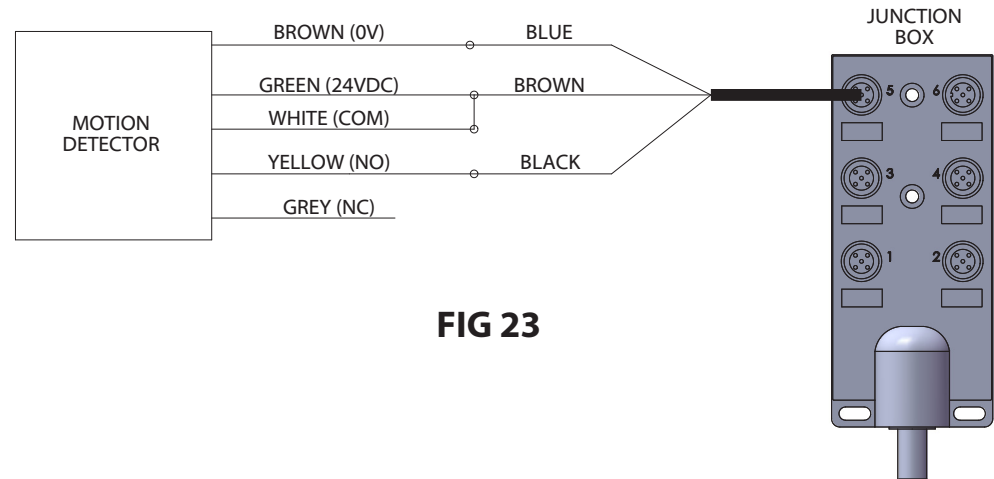 JUNCTION
BOX
BROWN (0V)
BLUE
GREEN (24VDC)
BROWN
5
6
WHITE (COM)
MOTION
DETECTOR
YELLOW (NO)
BLACK
3
4
GREY (NC)
1
2
FIG 23